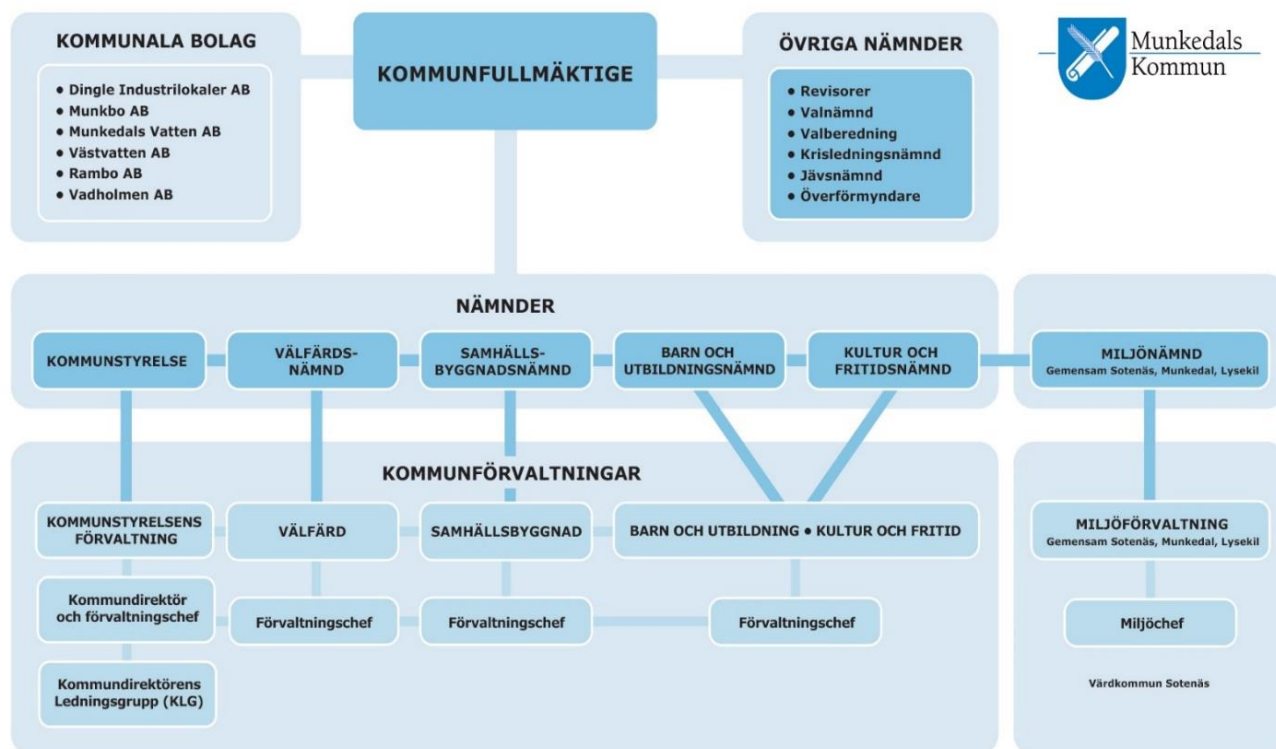 KOMMUNALA BOLAG
• Dingle Industrilokaler AB
• Munkbo AB
• Munkedals Vatten AB
• Västvatten AB
• Rambo AB
• Vadholmen AB
KOMMUNFULLMÄKTIGE
ÖVRIGA NÄMNDER
• Revisorer
• Valnämnd
• Valberedning
• Krisledningsnämnd
• Jävsnämnd
• Överförmyndare
Munkedals
Kommun
NÄMNDER
KOMMUNSTYRELSE
VÄLFÄRDS-
NÄMND
SAMHÄLLS-
BYGGNADSNÄMND
BARN OCH
UTBILDNINGSNÄMND
KULTUR OCH
FRITIDSNÄMND
MILJÖNÄMND
Gemensam Sotenäs, Munkedal, Lysekil
KOMMUNFÖRVALTNINGAR
KOMMUNSTYRELSENS
FÖRVALTNING
VÄLFÄRD
SAMHÄLLSBYGGNAD
BARN OCH UTBILDNING • KULTUR OCH FRITID
MILJÖFÖRVALTNING
Gemensam Sotenäs, Munkedal, Lysekil
Kommundirektör
och förvaltningschef
Förvaltningschef
Förvaltningschef
Förvaltningschef
Miljöchef
Kommundirektörens
Ledningsgrupp (KLG)
Värdkommun Sotenäs